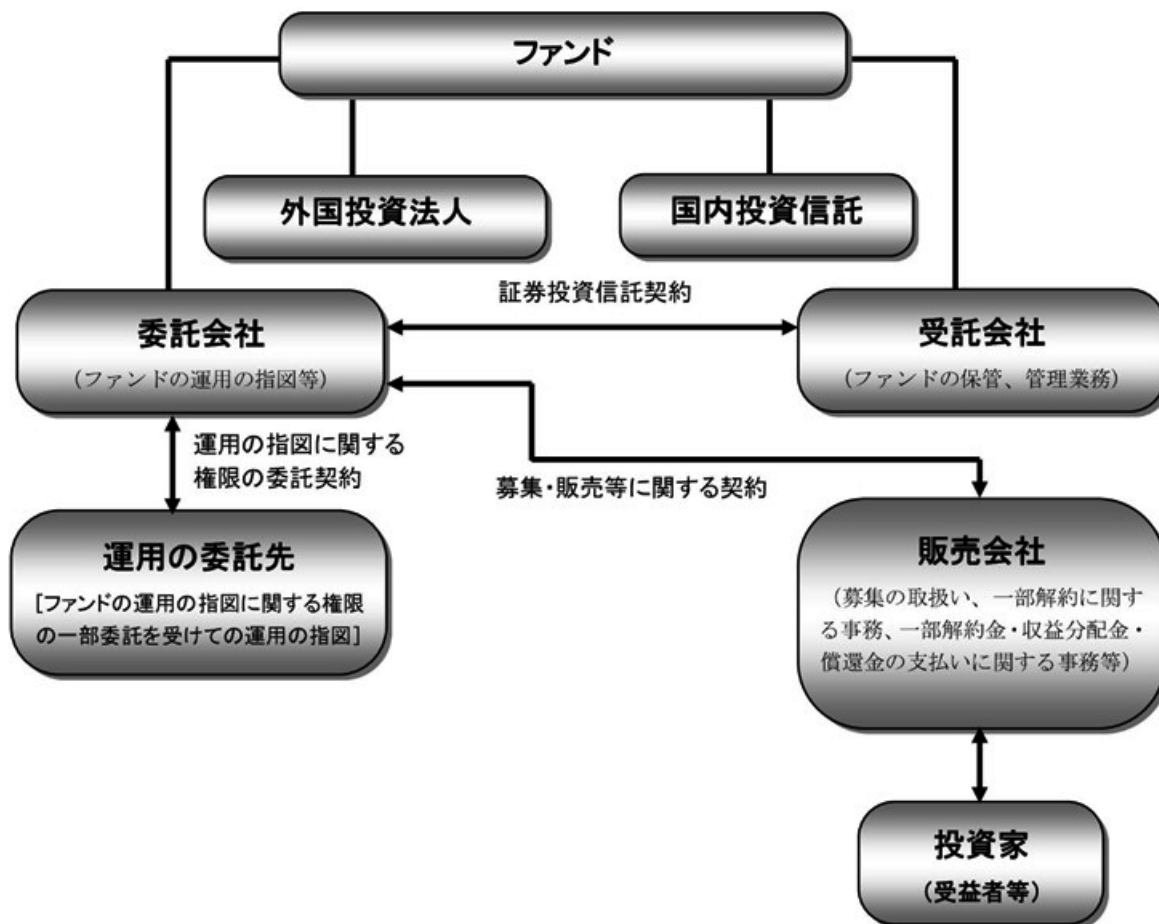 ファンド
外国投資法人
国内投資信託
証券投資信託契約
委託会社
(ファンドの運用の指図等)
受託会社
(ファンドの保管、管理業務)
運用の指図に関する
権限の委託契約
募集・販売等に関する契約
運用の委託先
[ファンドの運用の指図に関する権限
の一部委託を受けての運用の指図]
販売会社
(募集の取扱い、一部解約に関す
る事務、一部解約金・収益分配金・
償還金の支払いに関する事務等)
投資家
(受益者等)